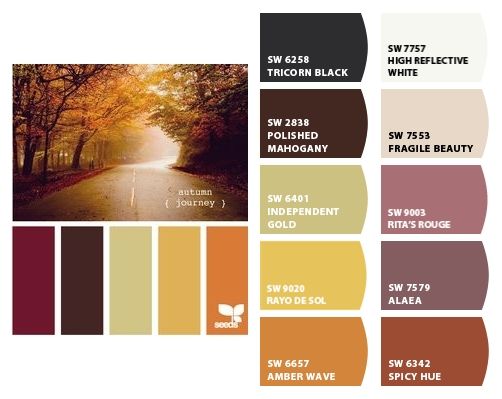 autumn
{ journey }
seeds
SW 6258
TRICORN BLACK
SW 7757
HIGH REFLECTIVE
WHITE
SW 2838
POLISHED
MAHOGANY
SW 7553
FRAGILE BEAUTY
SW 6401
INDEPENDENT
GOLD
SW 9003
RITA'S ROUGE
SW 9020
RAYO DE SOL
SW 7579
ALAEA
SW 6657
AMBER WAVE
SW 6342
SPICY HUE